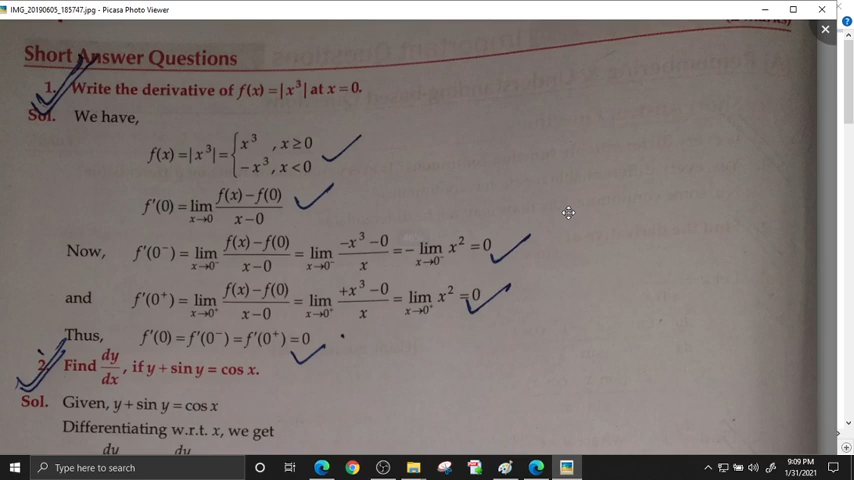 IMG_20190605_185747.jpg - Picasa Photo Viewer
Short Answer Questions
1. Write the derivative of f(x) = |x³| at x = 0.
Sol. We have,
f(x) = |x³| = { x³ , x ≥ 0
−x³, x < 0
f′(0) = lim x→0 f(x) − f(0) / x − 0
Now, f′(0⁻) = lim x→0⁻ f(x) − f(0) / x − 0 = lim x→0⁻ −x³ − 0 / x = − lim x→0⁻ x² = 0
and f′(0⁺) = lim x→0⁺ f(x) − f(0) / x − 0 = lim x→0⁺ +x³ − 0 / x = lim x→0⁺ x² = 0
Thus, f′(0) = f′(0⁻) = f′(0⁺) = 0
2. Find dy/dx, if y + sin y = cos x.
Sol. Given, y + sin y = cos x
Differentiating w.r.t. x, we get
dy dy
Type here to search
9:09 PM
1/31/2021